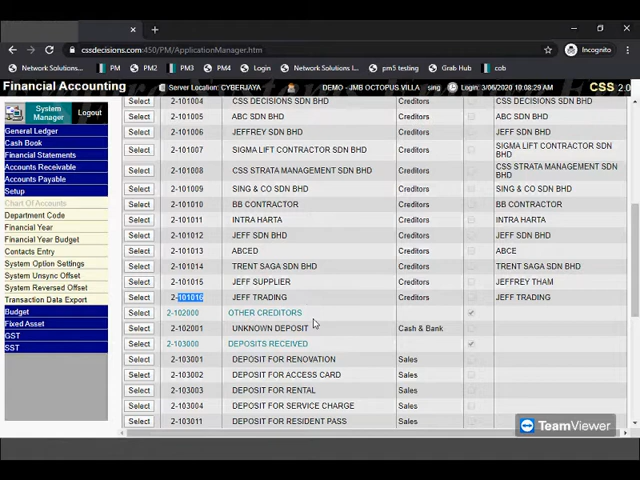 Incognito
cssdecisions.com:450/PM/ApplicationManager.htm
Network Solutions PM PM2 PM3 PM4 Login Network Solutions I... pm5 testing Grab Hub cob
Financial Accounting Server Location: CYBERJAYA DEMO - JMB OCTOPUS VILLA Login 3/06/2020 10:08:29 AM CSS 2.0
System Manager Logout
General Ledger
Cash Book
Financial Statements
Accounts Receivable
Accounts Payable
Setup
Chart Of Accounts
Department Code
Financial Year
Financial Year Budget
Contacts Entry
System Option Settings
System Unsync Offset
System Reversed Offset
Transaction Data Export
Budget
Fixed Asset
GST
SST
Select 2-101004 CSS DECISIONS SDN BHD Creditors CSS DECISIONS SDN BHD
Select 2-101005 ABC SDN BHD Creditors ABC SDN BHD
Select 2-101006 JEFFREY SDN BHD Creditors JEFF SDN BHD
Select 2-101007 SIGMA LIFT CONTRACTOR SDN BHD Creditors SIGMA LIFT CONTRACTOR SDN BHD
Select 2-101008 CSS STRATA MANAGEMENT SDN BHD Creditors CSS STRATA MANAGEMENT SDN BHD
Select 2-101009 SING & CO SDN BHD Creditors SING & CO SDN BHD
Select 2-101010 BB CONTRACTOR Creditors BB CONTRACTOR
Select 2-101011 INTRA HARTA Creditors INTRA HARTA
Select 2-101012 JEFF SDN BHD Creditors JEFF SDN BHD
Select 2-101013 ABCED Creditors ABCE
Select 2-101014 TRENT SAGA SDN BHD Creditors TRENT SAGA SDN BHD
Select 2-101015 JEFF SUPPLIER Creditors JEFFREY THAM
Select 2-101016 JEFF TRADING Creditors JEFF TRADING
Select 2-102000 OTHER CREDITORS
Select 2-102001 UNKNOWN DEPOSIT Cash & Bank
Select 2-103000 DEPOSITS RECEIVED
Select 2-103001 DEPOSIT FOR RENOVATION Sales
Select 2-103002 DEPOSIT FOR ACCESS CARD Sales
Select 2-103003 DEPOSIT FOR RENTAL Sales
Select 2-103004 DEPOSIT FOR SERVICE CHARGE Sales
Select 2-103011 DEPOSIT FOR RESIDENT PASS Sales
TeamViewer